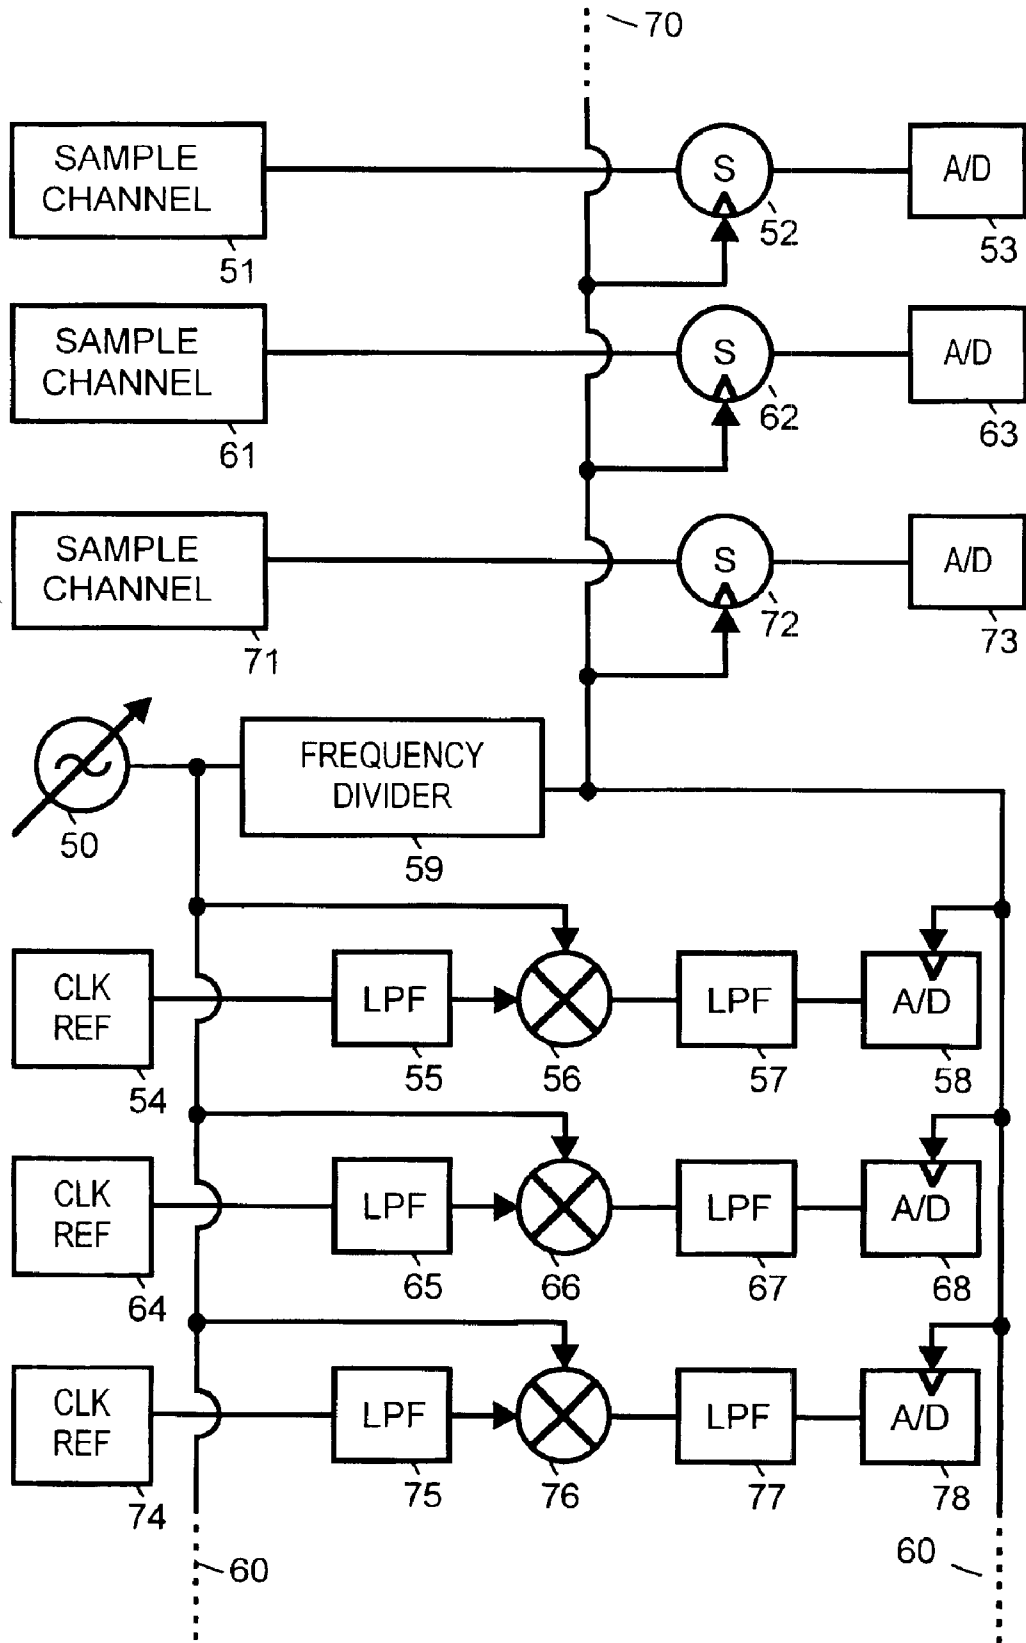 70
SAMPLE
CHANNEL
S
A/D
51
52
53
SAMPLE
CHANNEL
S
A/D
61
62
63
SAMPLE
CHANNEL
S
A/D
71
72
73
FREQUENCY
DIVIDER
50
59
CLK
REF
LPF
LPF
A/D
54
55
56
57
58
CLK
REF
LPF
LPF
A/D
64
65
66
67
68
CLK
REF
LPF
LPF
A/D
74
75
76
77
78
60
60